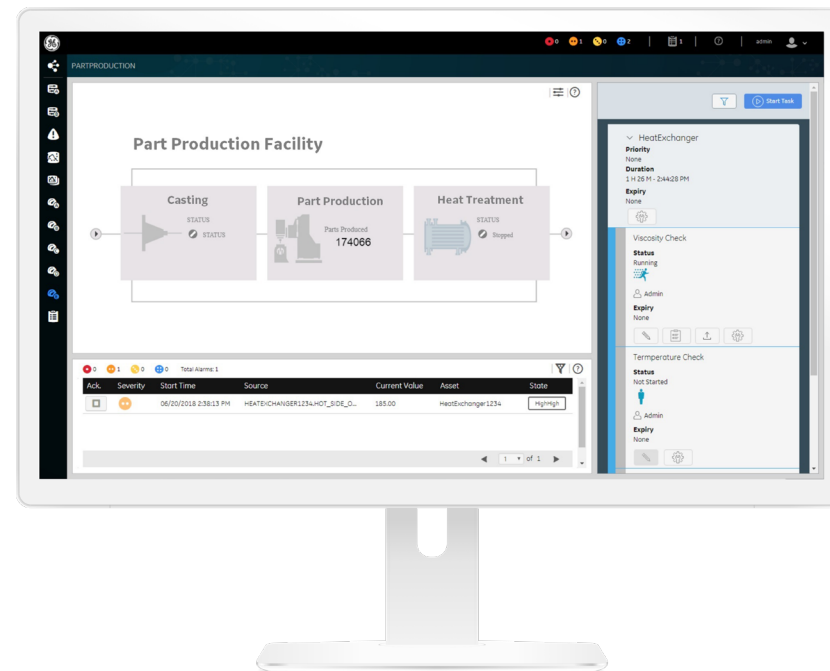 0 1 0 2 1 admin
PARTPRODUCTION
Part Production Facility
Casting
STATUS
STATUS
Part Production
Parts Produced
174066
Heat Treatment
STATUS
Stopped
0 1 0 0 Total Alarms: 1
Ack. Severity Start Time Source Current Value Asset State
06/20/2018 2:38:13 PM HEATEXCHANGER1234.HOT_SIDE_O... 185.00 HeatExchanger1234 HighHigh
1 of 1
Start Task
HeatExchanger
Priority
None
Duration
1 H 26 M - 2:44:28 PM
Expiry
None
Viscosity Check
Status
Running
Admin
Expiry
None
Termperature Check
Status
Not Started
Admin
Expiry
None